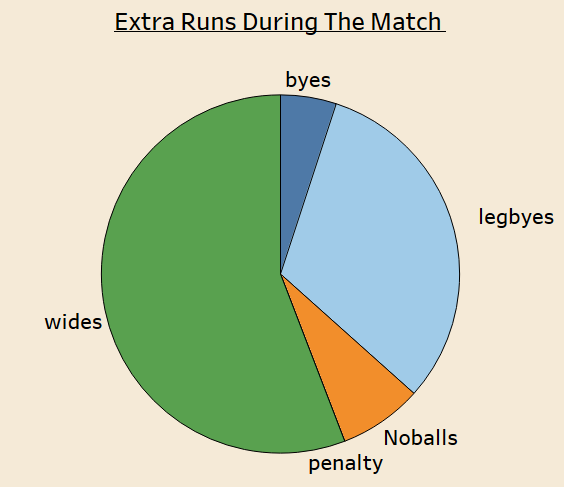 Extra Runs During The Match
byes
legbyes
wides
Noballs
penalty